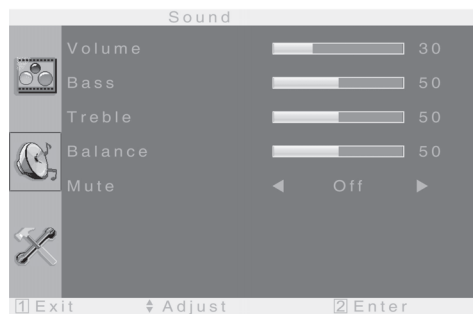 Sound
Volume 30
Bass 50
Treble 50
Balance 50
Mute Off
1 Exit Adjust 2 Enter